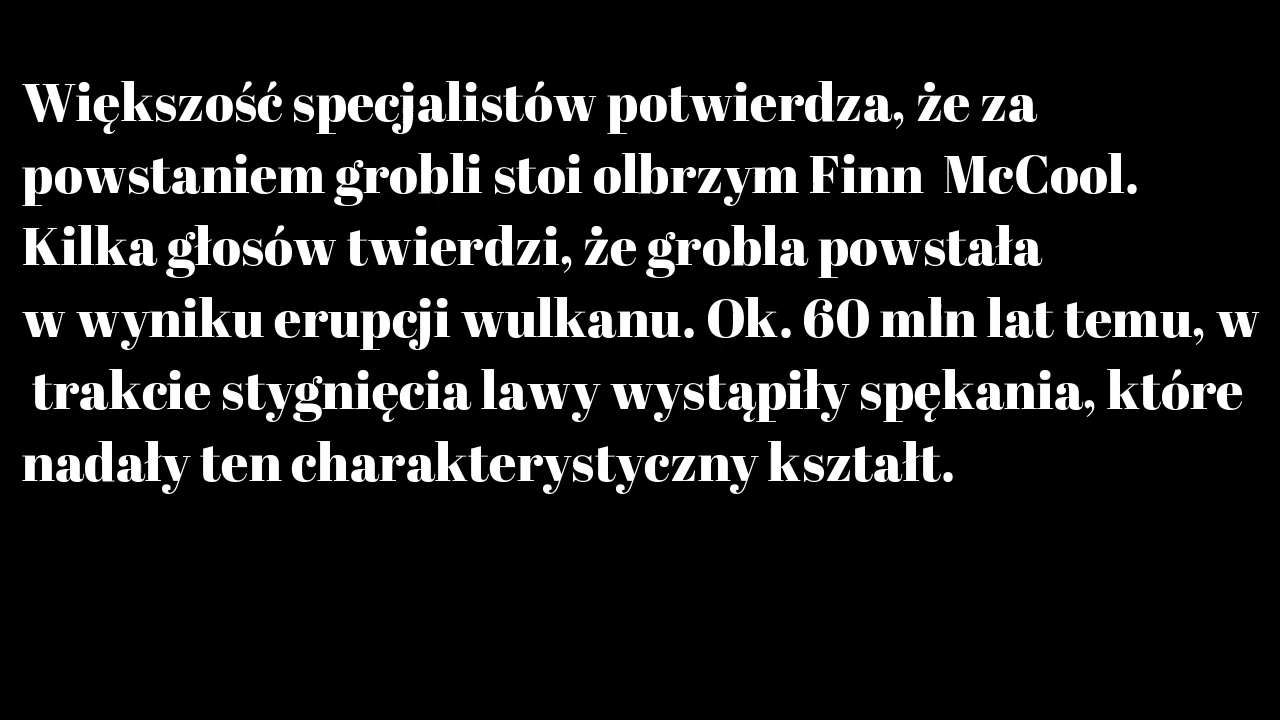 Większość specjalistów potwierdza, że za
powstaniem grobli stoi olbrzym Finn  McCool.
Kilka głosów twierdzi, że grobla powstała
w wyniku erupcji wulkanu. Ok. 60 mln lat temu, w
trakcie stygnięcia lawy wystąpiły spękania, które
nadały ten charakterystyczny kształt.